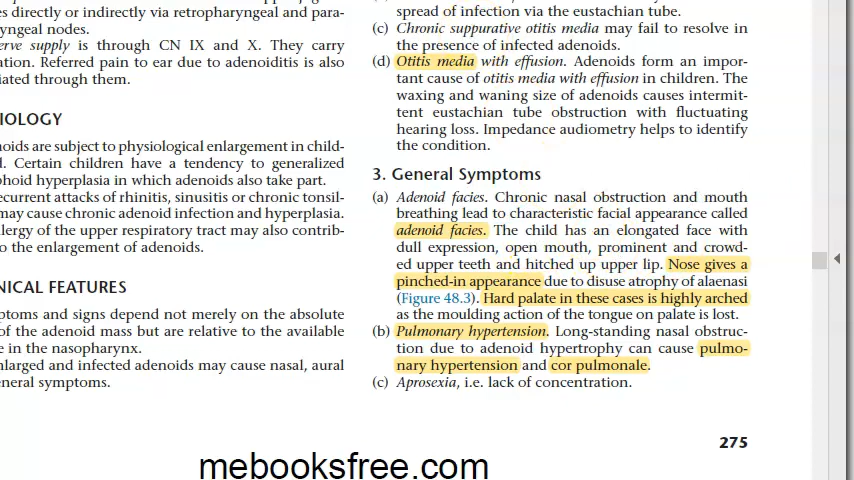 es directly or indirectly via retropharyngeal and para-
yngeal nodes.
erve supply is through CN IX and X. They carry
ation. Referred pain to ear due to adenoiditis is also
iated through them.
IOLOGY
noids are subject to physiological enlargement in child-
d. Certain children have a tendency to generalized
phoid hyperplasia in which adenoids also take part.
ecurrent attacks of rhinitis, sinusitis or chronic tonsil-
may cause chronic adenoid infection and hyperplasia.
llergy of the upper respiratory tract may also contrib-
o the enlargement of adenoids.
NICAL FEATURES
ptoms and signs depend not merely on the absolute
of the adenoid mass but are relative to the available
e in the nasopharynx.
nlarged and infected adenoids may cause nasal, aural
eneral symptoms.
spread of infection via the eustachian tube.
(c) Chronic suppurative otitis media may fail to resolve in
the presence of infected adenoids.
(d) Otitis media with effusion. Adenoids form an impor-
tant cause of otitis media with effusion in children. The
waxing and waning size of adenoids causes intermit-
tent eustachian tube obstruction with fluctuating
hearing loss. Impedance audiometry helps to identify
the condition.
3. General Symptoms
(a) Adenoid facies. Chronic nasal obstruction and mouth
breathing lead to characteristic facial appearance called
adenoid facies. The child has an elongated face with
dull expression, open mouth, prominent and crowd-
ed upper teeth and hitched up upper lip. Nose gives a
pinched-in appearance due to disuse atrophy of alaenasi
(Figure 48.3). Hard palate in these cases is highly arched
as the moulding action of the tongue on palate is lost.
(b) Pulmonary hypertension. Long-standing nasal obstruc-
tion due to adenoid hypertrophy can cause pulmo-
nary hypertension and cor pulmonale.
(c) Aprosexia, i.e. lack of concentration.
275
mebooksfree.com